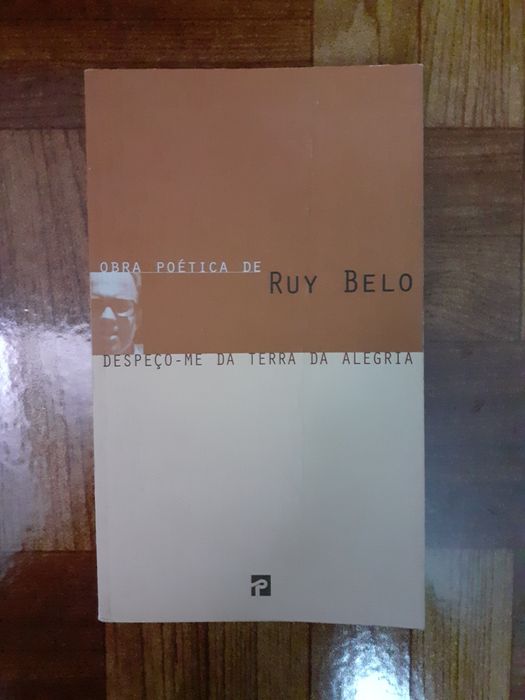 OBRA POÉTICA DE
RUY BELO
DESPEÇO-ME DA TERRA DA ALEGRIA